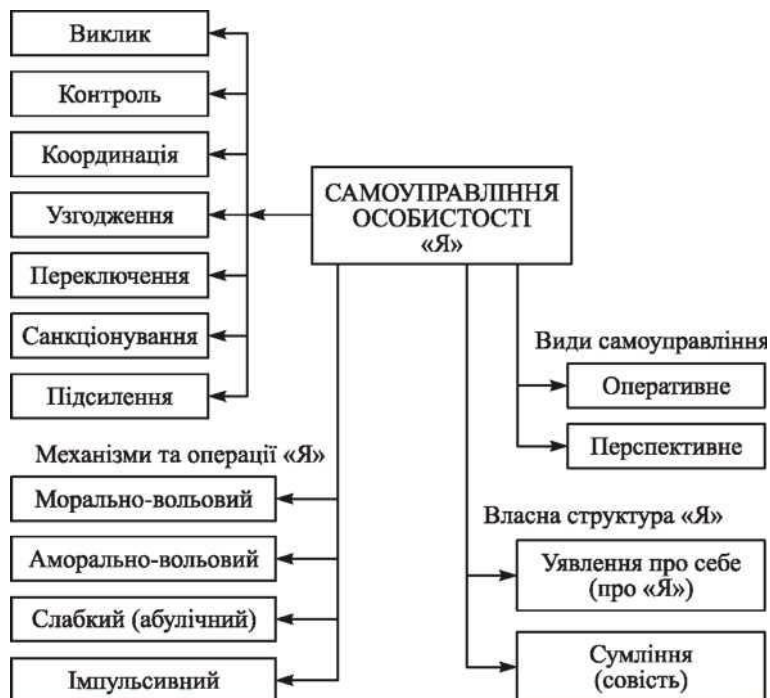 Виклик
Контроль
Координація
Узгодження
Переключення
Санкціонування
Підсилення
САМОУПРАВЛІННЯ
ОСОБИСТОСТІ
«Я»
Види самоуправління
Оперативне
Перспективне
Механізми та операції «Я»
Морально-вольовий
Аморально-вольовий
Слабкий (абулічний)
Імпульсивний
Власна структура «Я»
Уявлення про себе
(про «Я»)
Сумління
(совість)